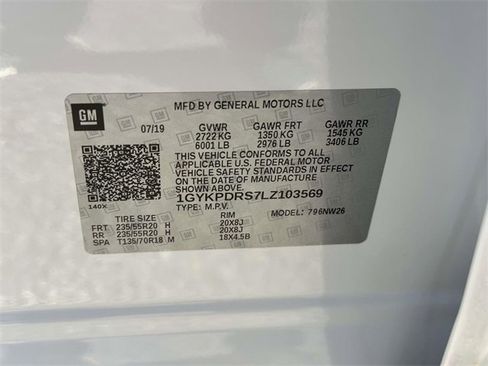 GM
MFD BY GENERAL MOTORS LLC
07/19 GVWR GAWR FRT GAWR RR
2722 KG 1350 KG 1545 KG
6001 LB 2976 LB 3406 LB
THIS VEHICLE CONFORMS TO ALL
APPLICABLE U.S. FEDERAL MOTOR
VEHICLE SAFETY AND THEFT
PREVENTION STANDARDS IN EFFECT
ON THE DATE OF MANUFACTURE
SHOWN ABOVE.
1GYKPDRS7LZ103569
140X TYPE: M.P.V. MODEL: 796NW26
TIRE SIZE RIM
FRT 235/55R20 H 20X8J
RR 235/55R20 H 20X8J
SPA T135/70R18 M 18X4.5B